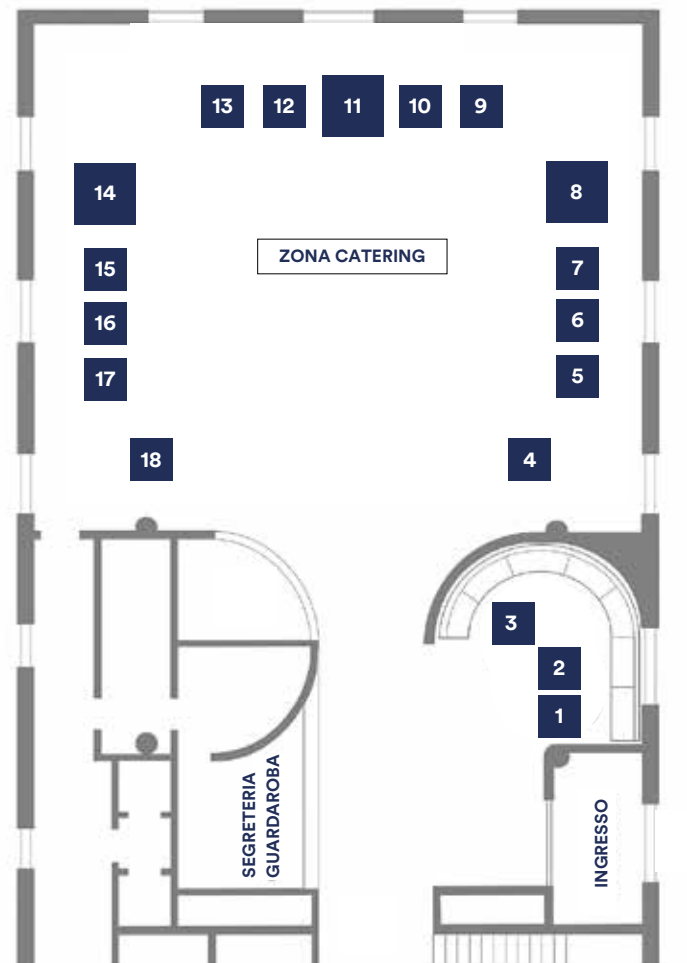 13 12 11 10 9
14 8
ZONA CATERING
15 7
16 6
17 5
18 4
3
2
1
SEGRETERIA
GUARDAROBA
INGRESSO